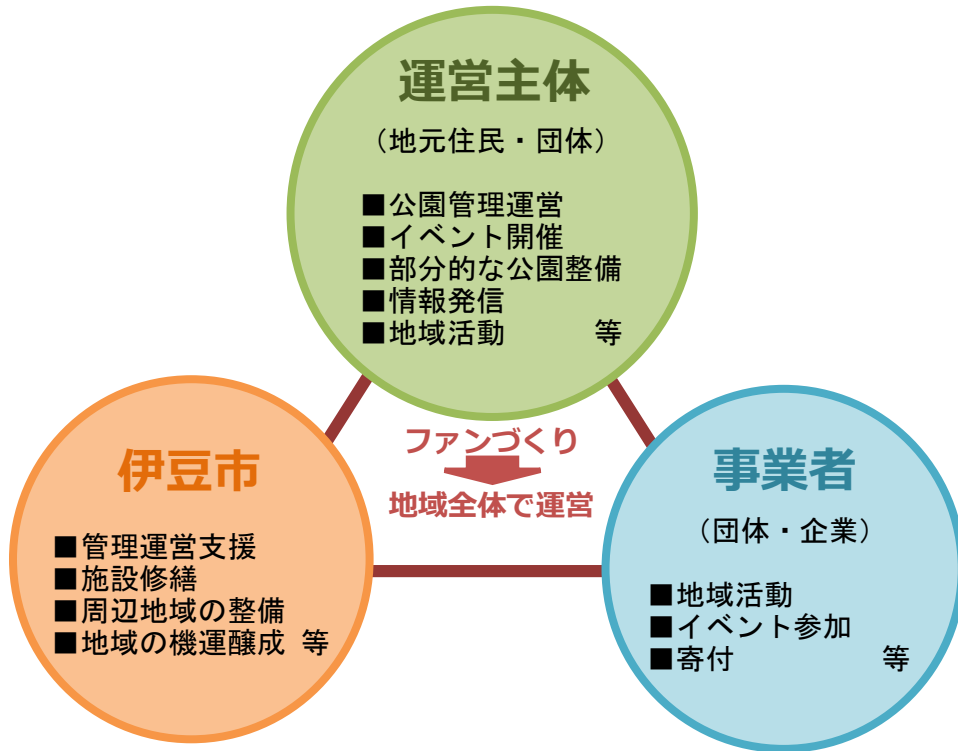 運営主体
（地元住民・団体）
■公園管理運営
■イベント開催
■部分的な公園整備
■情報発信
■地域活動　　　等
ファンづくり
地域全体で運営
伊豆市
■管理運営支援
■施設修繕
■周辺地域の整備
■地域の機運醸成 等
事業者
（団体・企業）
■地域活動
■イベント参加
■寄付　　　　　等